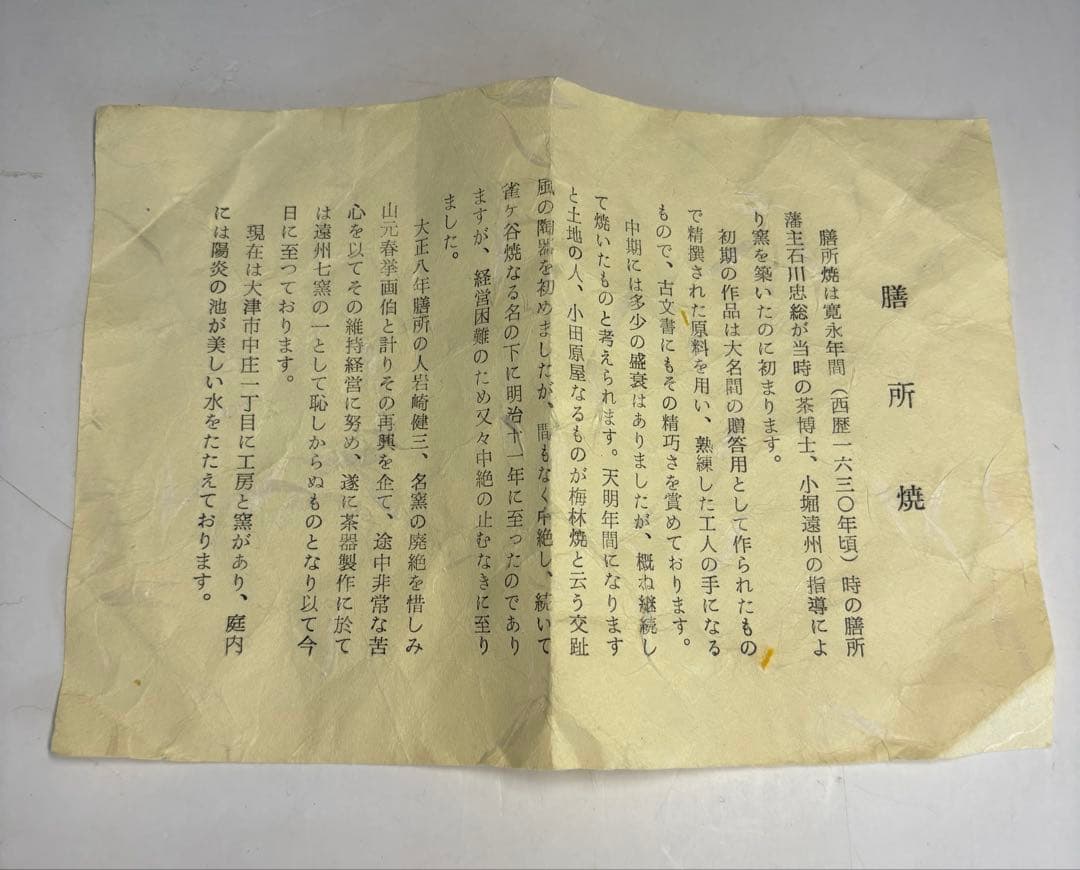 膳所焼
膳所焼は寛永年間（西歴一六三〇年頃）時の膳所
藩主石川忠総が当時の茶博士、小堀遠州の指導によ
り窯を築いたのに初まります。
初期の作品は大名間の贈答用として作られたもの
で精撰された原料を用い、熟練した工人の手になる
もので、古文書にもその精巧さを賞めております。
中期には多少の盛衰はありましたが、概ね継続し
て焼いたものと考えられます。天明年間になります
と土地の人、小田原屋なるものが梅林焼と云う交趾
風の陶器を初めましたが、間もなく中絶し、続いて
雀ヶ谷焼なる名の下に明治十一年に至ったのであり
ますが、経営困難のため又々中絶の止むなきに至り
ました。
大正八年膳所の人岩崎健三、名窯の廃絶を惜しみ
山元春挙画伯と計りその再興を企て、途中非常な苦
心を以てその維持経営に努め、遂に茶器製作に於て
は遠州七窯の一として恥しからぬものとなり以て今
日に至つております。
現在は大津市中庄一丁目に工房と窯があり、庭内
には陽炎の池が美しい水をたたえております。